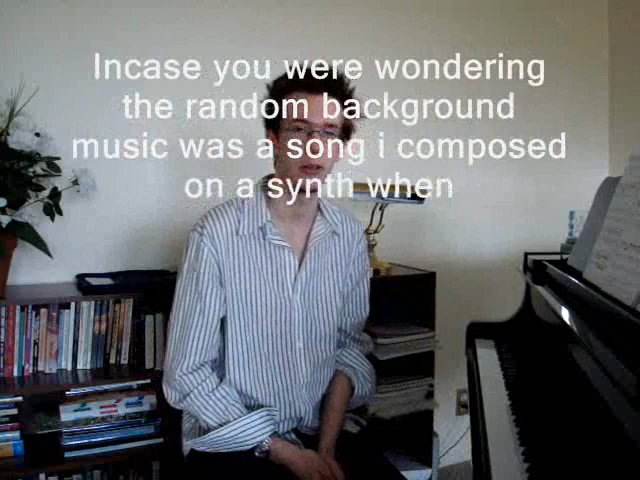 Incase you were wondering
the random background
music was a song i composed
on a synth when